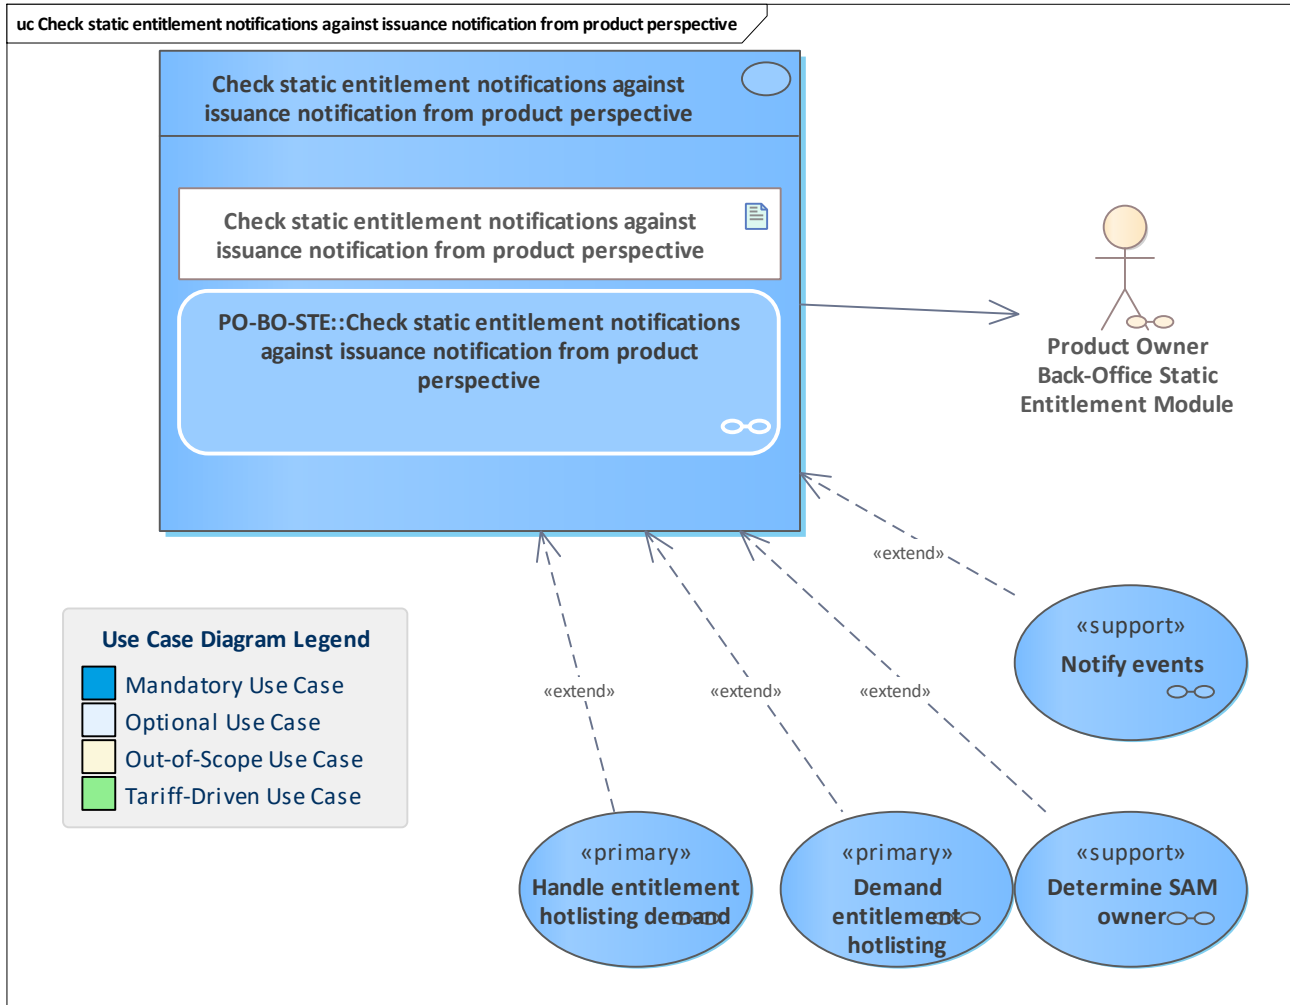 uc Check static entitlement notifications against issuance notification from product perspective
Check static entitlement notifications against
issuance notification from product perspective
Check static entitlement notifications against
issuance notification from product perspective
PO-BO-STE::Check static entitlement notifications
against issuance notification from product
perspective
Product Owner
Back-Office Static
Entitlement Module
«extend»
«support»
Notify events
Use Case Diagram Legend
Mandatory Use Case
Optional Use Case
Out-of-Scope Use Case
Tariff-Driven Use Case
«extend»
«extend»
«extend»
«primary»
Handle entitlement
hotlisting demand
«primary»
Demand
entitlement
hotlisting
«support»
Determine SAM
owner